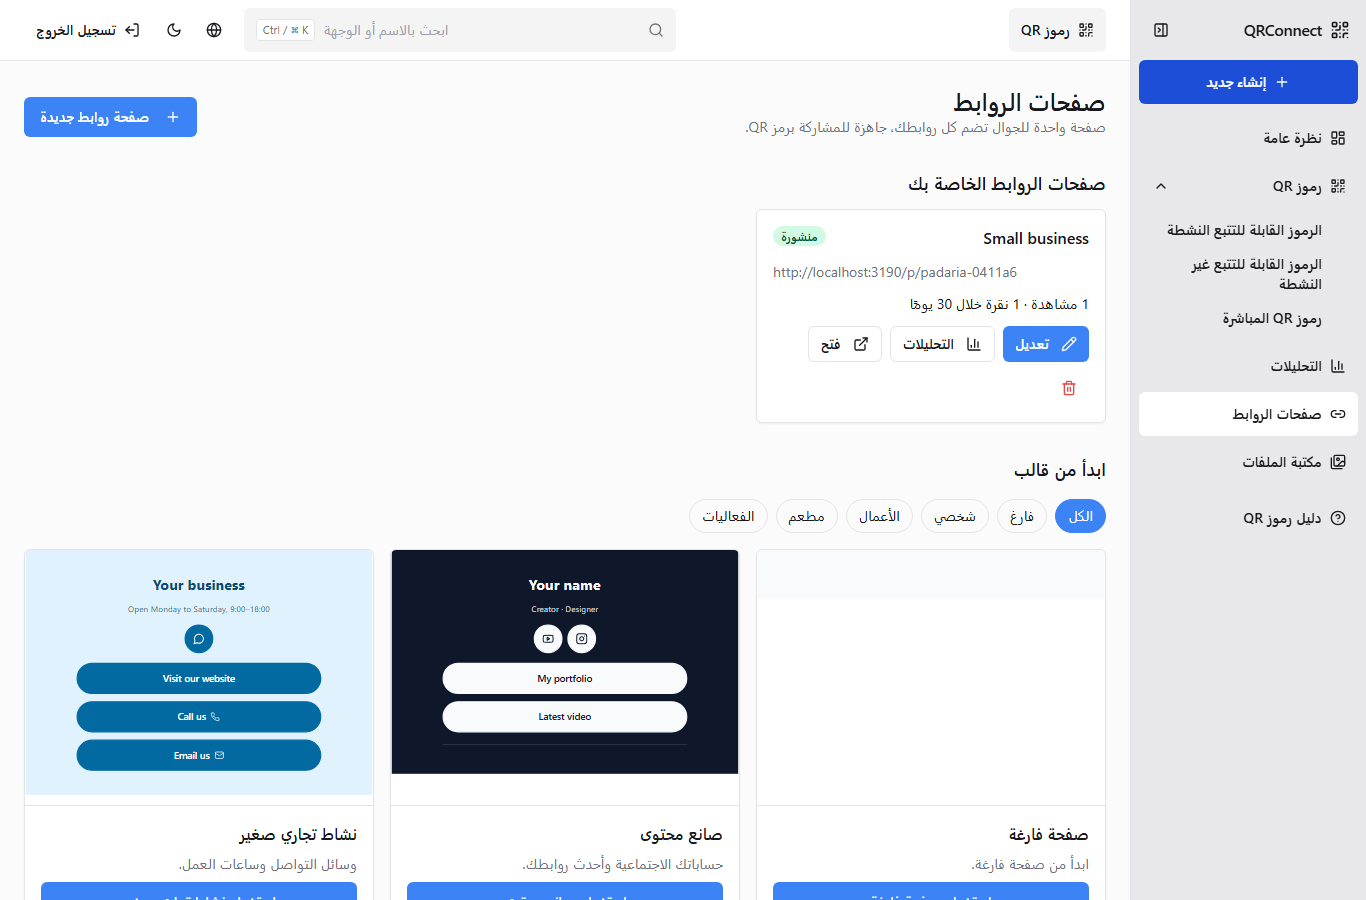 QRConnect
إنشاء جديد
نظرة عامة
رموز QR
الرموز القابلة للتتبع النشطة
الرموز القابلة للتتبع غير
النشطة
رموز QR المباشرة
التحليلات
صفحات الروابط
مكتبة الملفات
دليل رموز QR
رموز QR
ابحث بالاسم أو الوجهة
Ctrl / ⌘ K
تسجيل الخروج
صفحات الروابط
صفحة واحدة للجوال تضم كل روابطك، جاهزة للمشاركة برمز QR.
صفحة روابط جديدة
صفحات الروابط الخاصة بك
Small business
منشورة
http://localhost:3190/p/padaria-0411a6
1 مشاهدة · 1 نقرة خلال 30 يومًا
تعديل
التحليلات
فتح
ابدأ من قالب
الكل
فارغ
شخصي
الأعمال
مطعم
الفعاليات
صفحة فارغة
ابدأ من صفحة فارغة.
Your name
Creator · Designer
My portfolio
Latest video
صانع محتوى
حساباتك الاجتماعية وأحدث روابطك.
Your business
Open Monday to Saturday, 9:00–18:00
Visit our website
Call us
Email us
نشاط تجاري صغير
وسائل التواصل وساعات العمل.